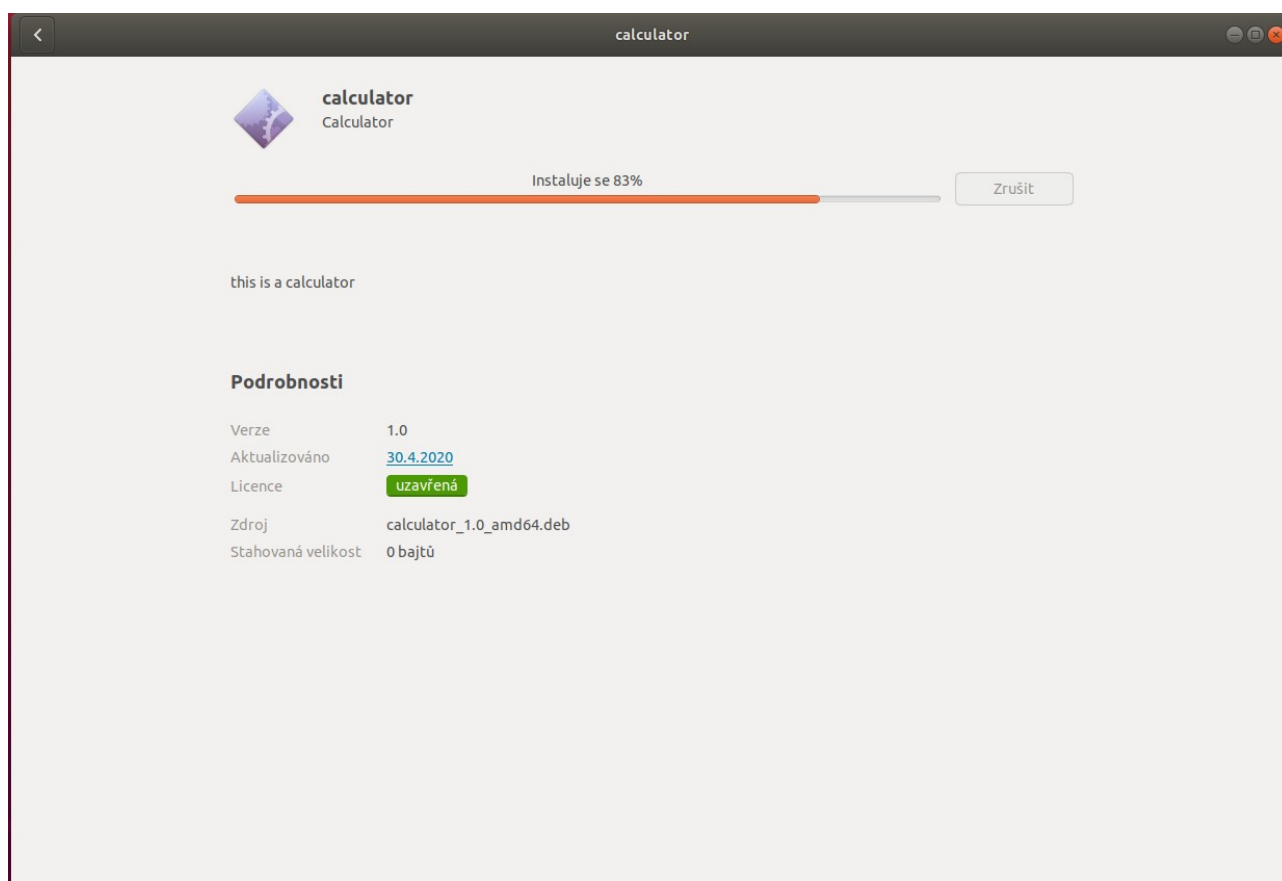 calculator
calculator
Calculator
Instaluje se 83%
Zrušit
this is a calculator
Podrobnosti
Verze 1.0
Aktualizováno 30.4.2020
Licence uzavřená
Zdroj calculator_1.0_amd64.deb
Stahovaná velikost 0 bajtů